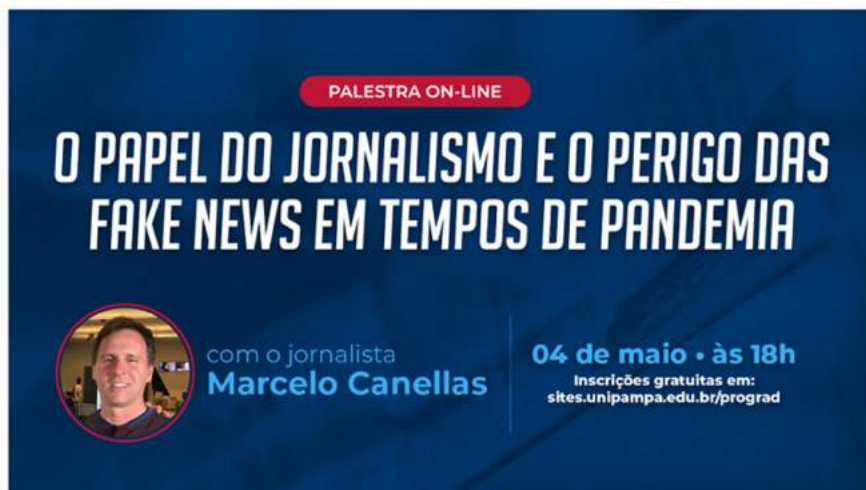 PALESTRA ON-LINE
O PAPEL DO JORNALISMO E O PERIGO DAS
FAKE NEWS EM TEMPOS DE PANDEMIA
com o jornalista
Marcelo Canellas
04 de maio • às 18h
Inscrições gratuitas em:
sites.unipampa.edu.br/prograd